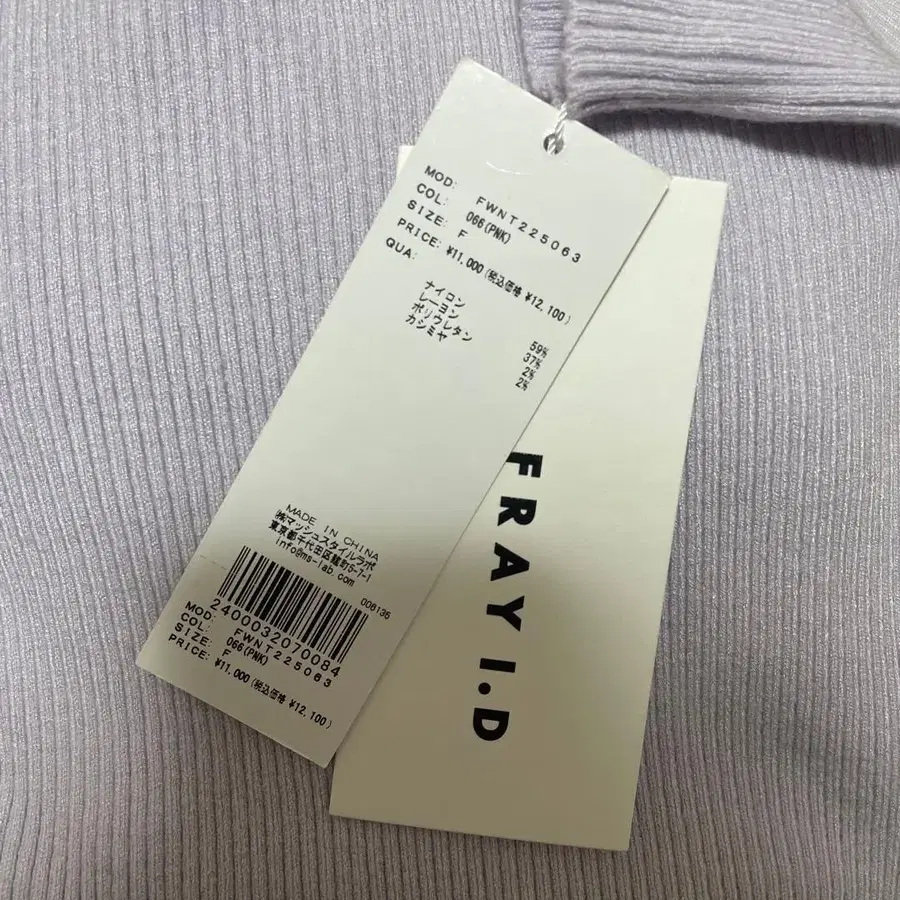 MOD: FWNT225063
COL: 066(PNK)
SIZE: F
PRICE: ¥11,000(税込価格 ¥12,100)
QUA:
ナイロン 59%
レーヨン 37%
ポリウレタン 2%
カシミヤ 2%
MADE IN CHINA
㈱マッシュスタイルラボ
東京都千代田区麹町5-7-1
info@ms-lab.com
008136
2400032070084
MOD: FWNT225063
COL: 066(PNK)
SIZE: F
PRICE: ¥11,000(税込価格 ¥12,100)
FRAY I.D